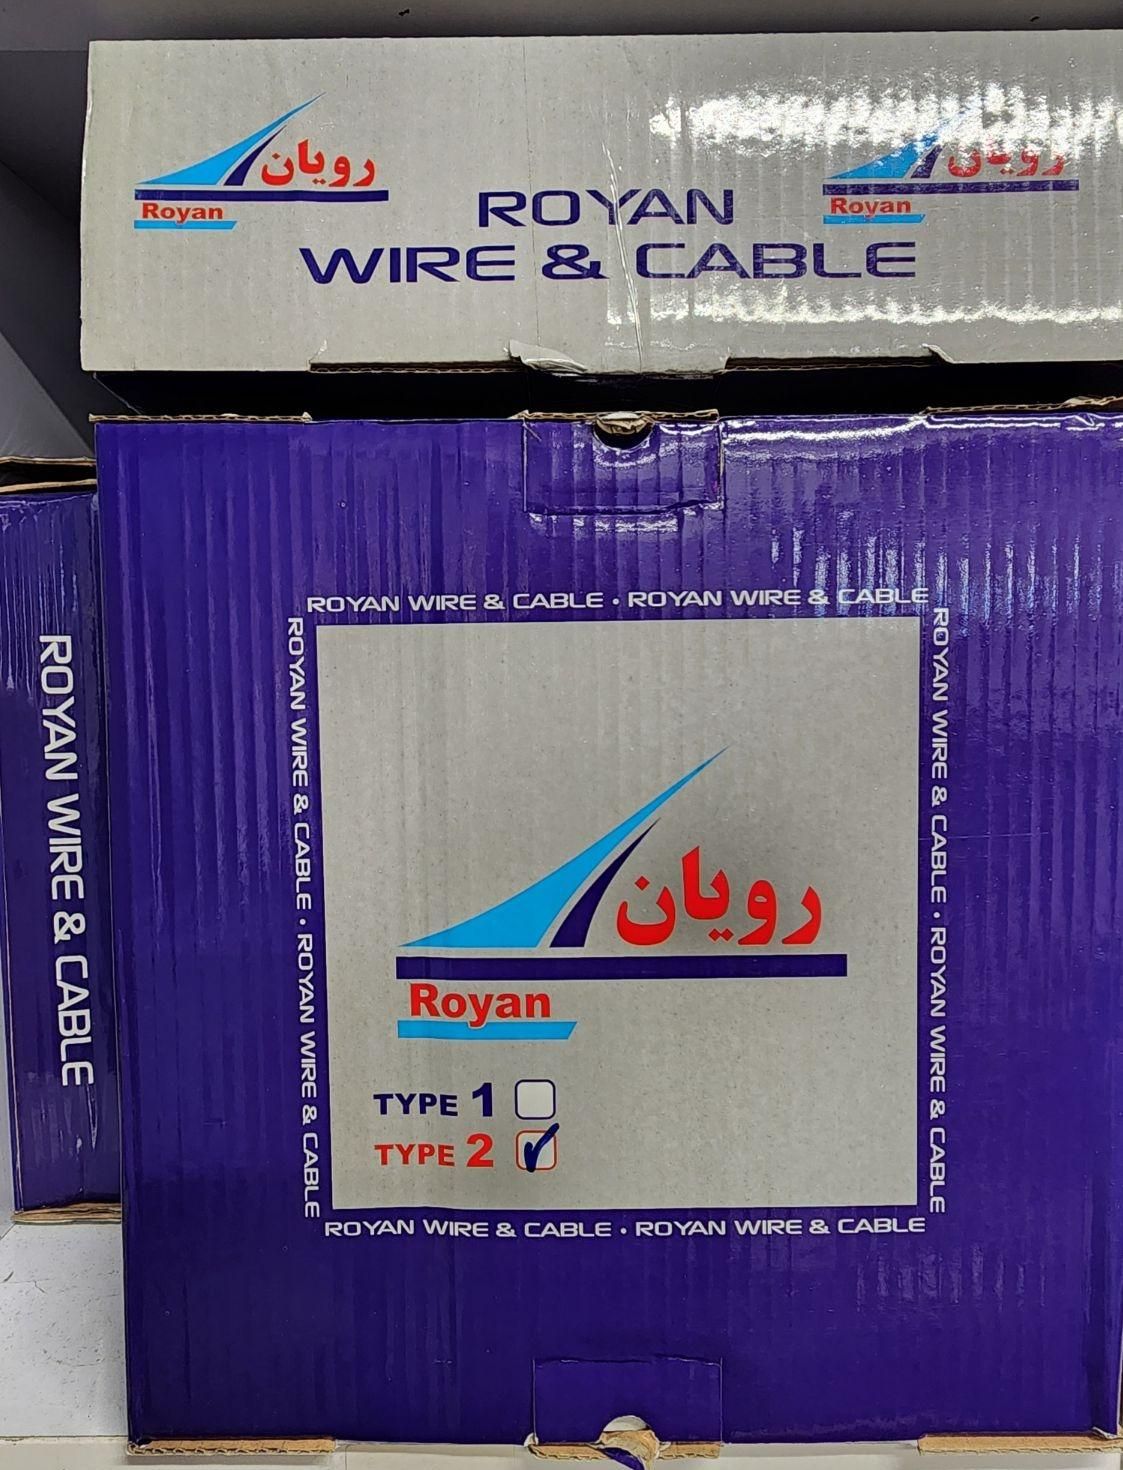 رویان
Royan
رویان
Royan
ROYAN
WIRE & CABLE
ROYAN WIRE & CABLE
ROYAN WIRE & CABLE • ROYAN WIRE & CABLE
ROYAN WIRE & CABLE • ROYAN WIRE & CABLE
ROYAN WIRE & CABLE • ROYAN WIRE & CABLE
رویان
Royan
TYPE 1
TYPE 2
ROYAN WIRE & CABLE • ROYAN WIRE & CABLE